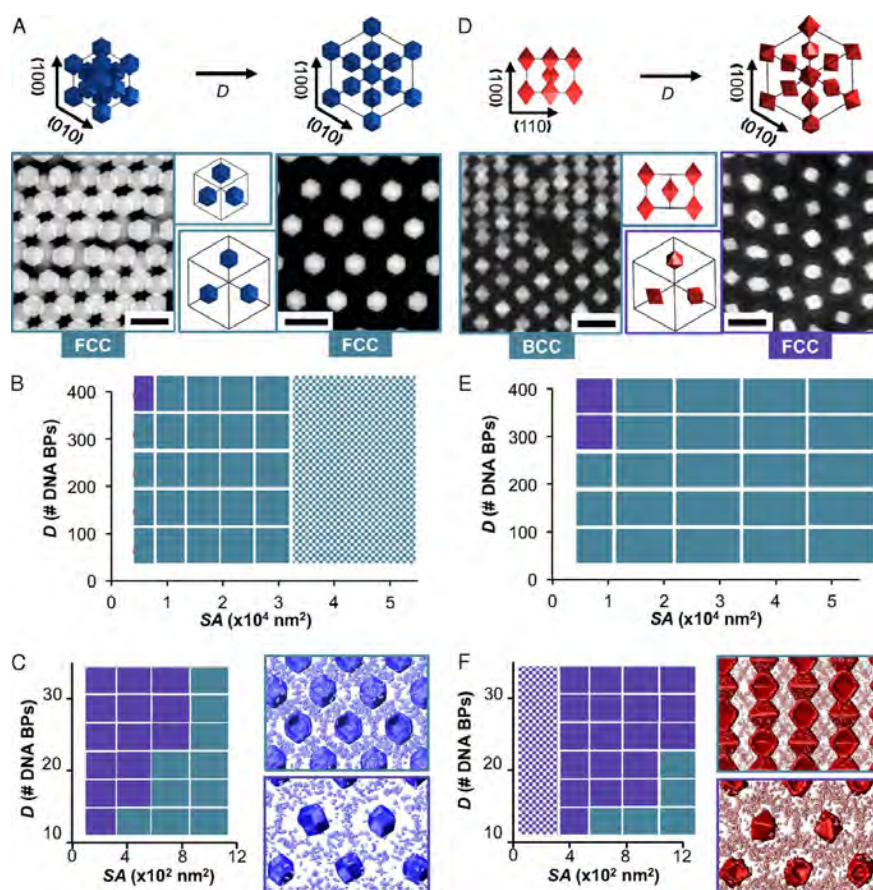 A
(100)
(010)
D
(010)
(100)
FCC
FCC
B
D (# DNA BPs)
400
300
200
100
0
0 1 2 3 4 5
SA (x10⁴ nm²)
C
D (# DNA BPs)
30
20
10
0 4 8 12
SA (x10² nm²)
D
(100)
(110)
D
(100)
(010)
BCC
FCC
E
D (# DNA BPs)
400
300
200
100
0
0 1 2 3 4 5
SA (x10⁴ nm²)
F
D (# DNA BPs)
30
20
10
0 4 8 12
SA (x10² nm²)